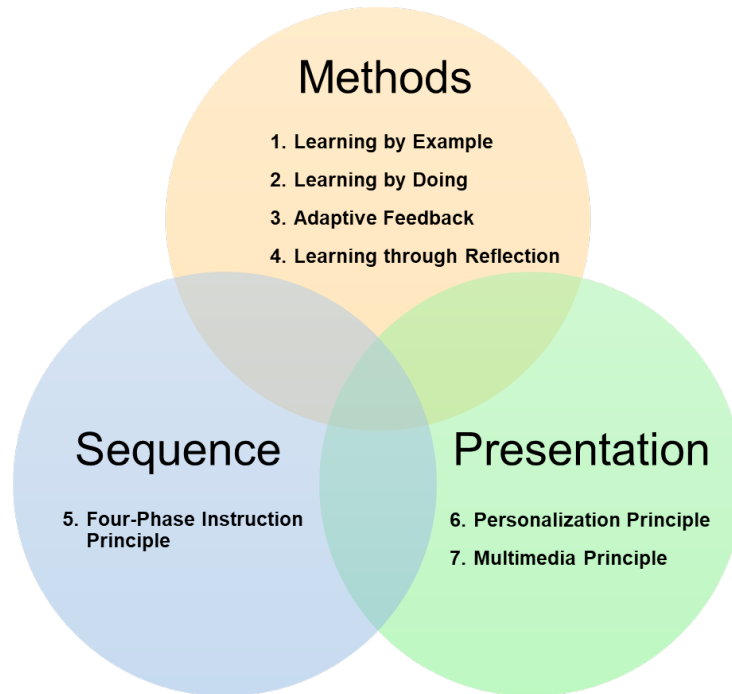 Methods
1. Learning by Example
2. Learning by Doing
3. Adaptive Feedback
4. Learning through Reflection
Sequence
5. Four-Phase Instruction
Principle
Presentation
6. Personalization Principle
7. Multimedia Principle